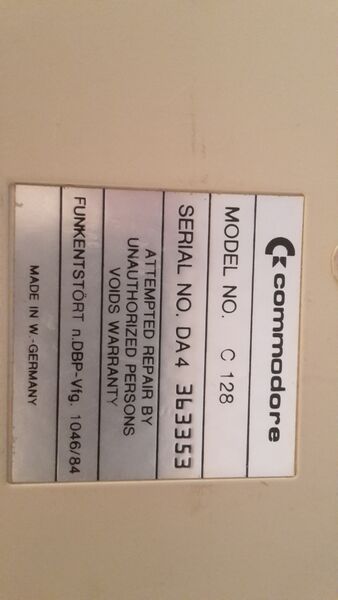 commodore
MODEL NO. C 128
SERIAL NO. DA4 363353
ATTEMPTED REPAIR BY
UNAUTHORIZED PERSONS
VOIDS WARRANTY
FUNKENTSTÖRT n.DBP-Vfg. 1046/84
MADE IN W.-GERMANY